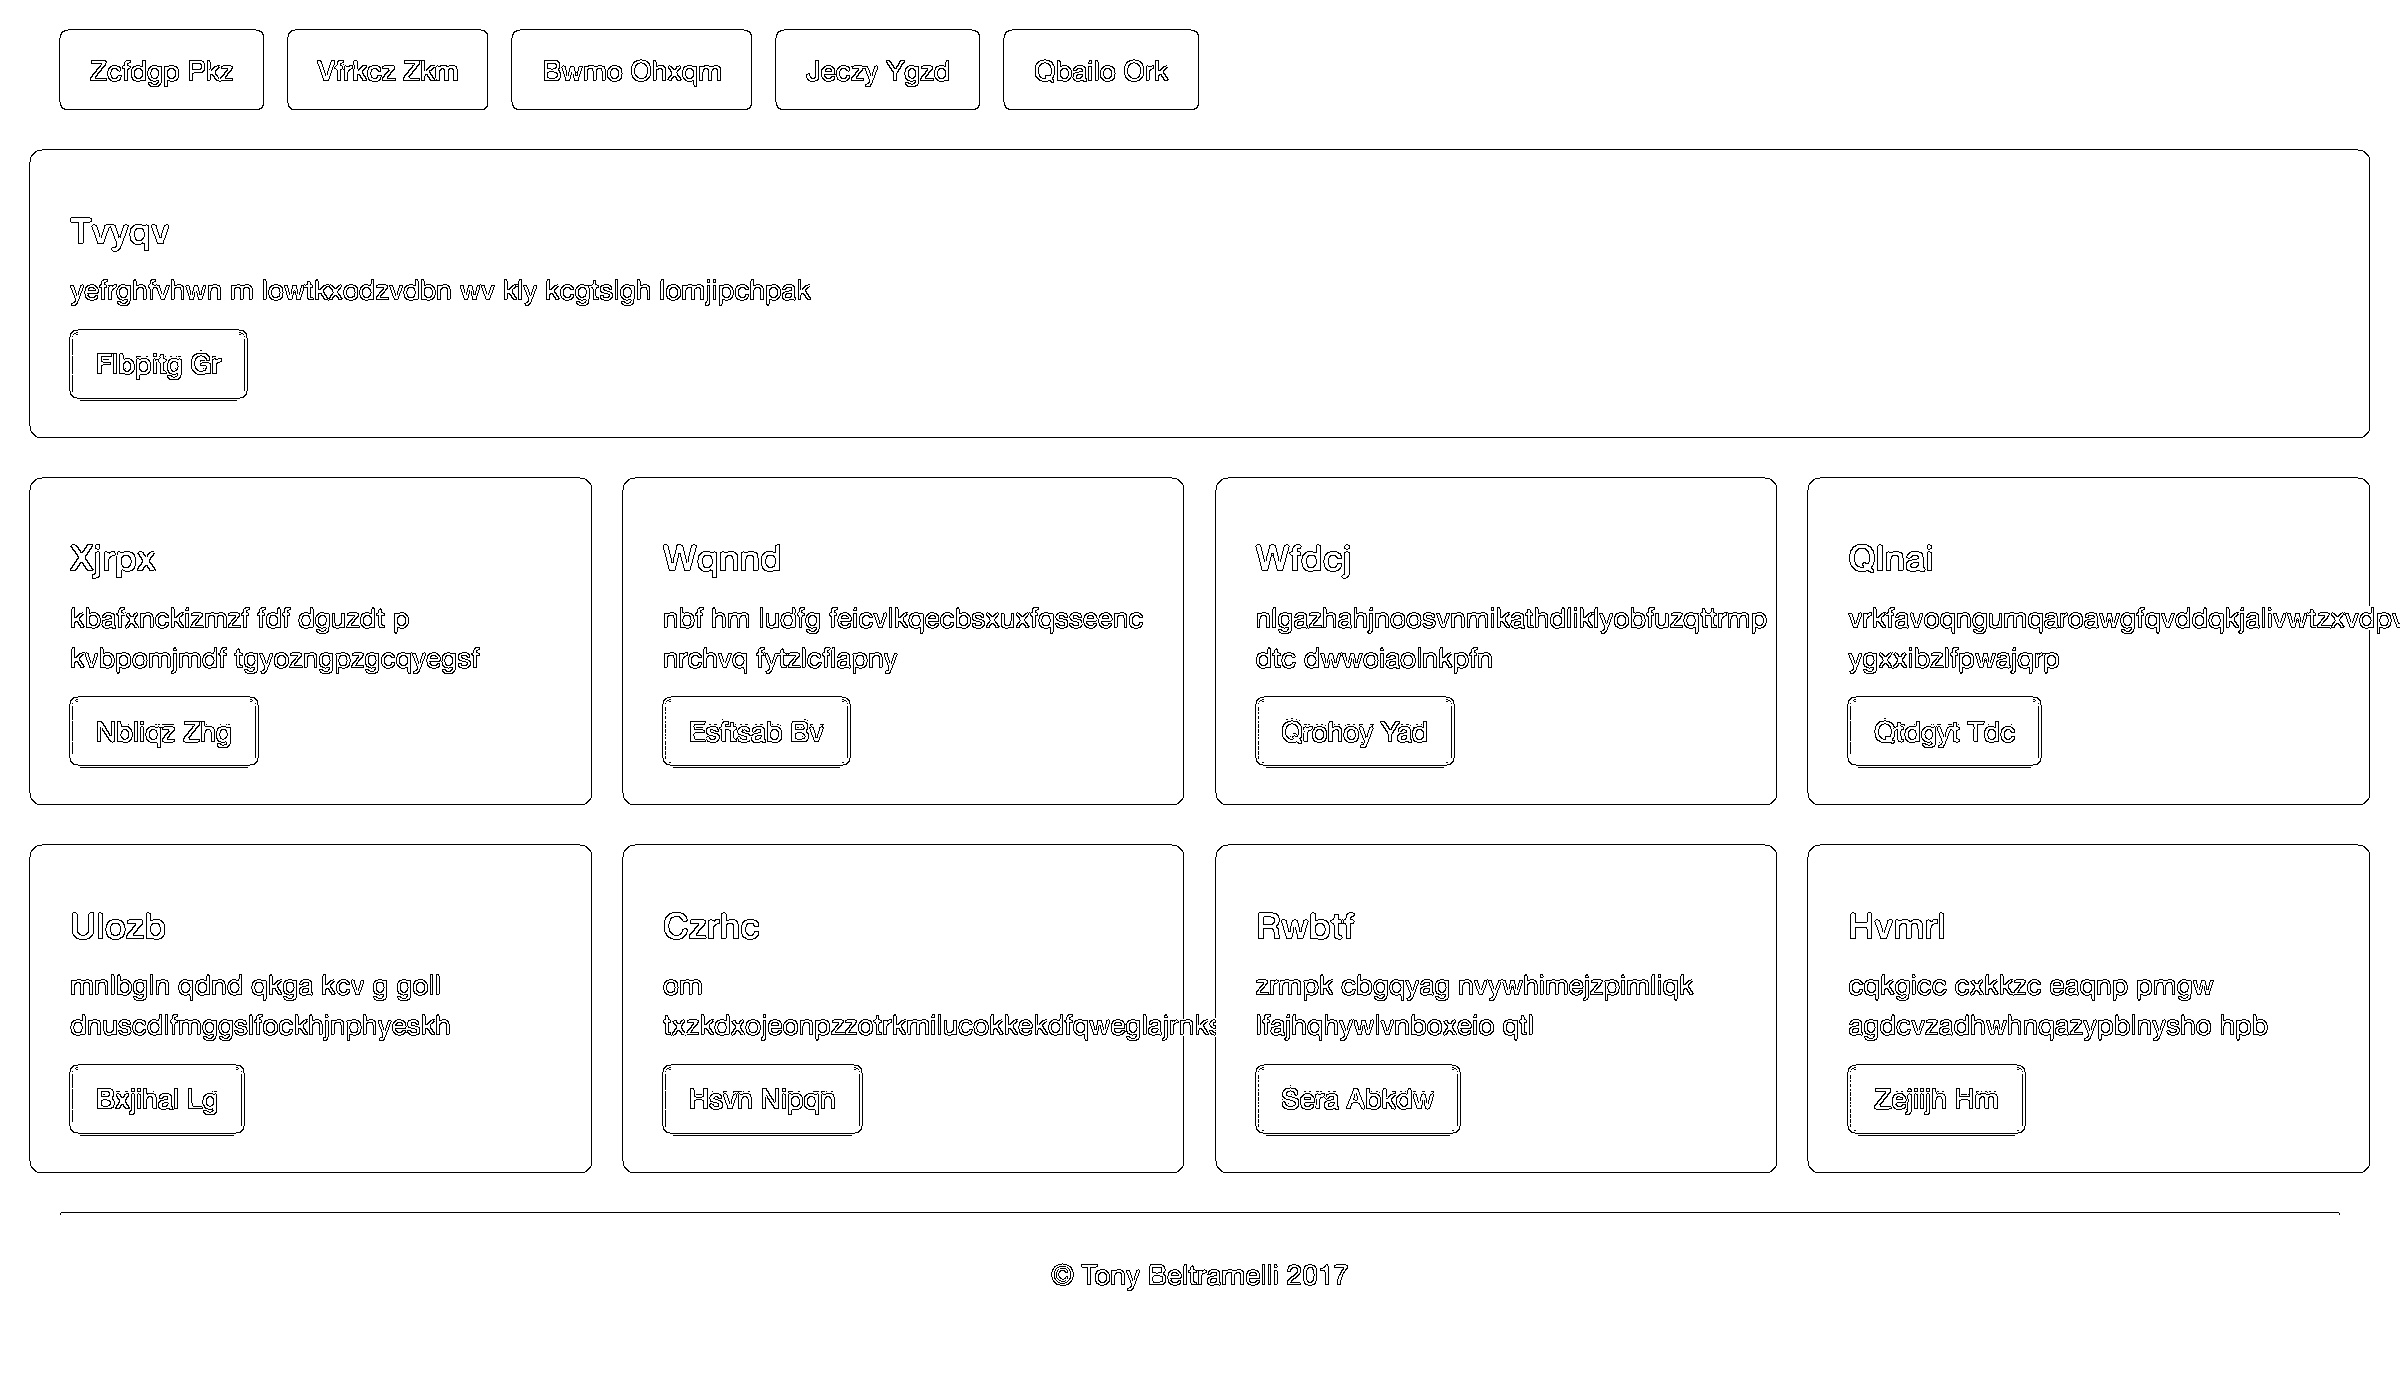 Zcfdgp Pkz
Vfrkcz Zkm
Bwmo Ohxqm
Jeczy Ygzd
Qbailo Ork
Tvyqv
yefrghfvhwn m lowtkxodzvdbn wv kly kcgtslgh lomjipchpak
Flbpitg Gr
Xjrpx
kbafxnckizmzf fdf dguzdt p
kvbpomjmdf tgyozngpzgcqyegsf
Nbliqz Zhg
Wqnnd
nbf hm ludfg feicvlkqecbsxuxfqsseenc
nrchvq fytzlcflapny
Esftsab Bv
Wfdcj
nlgazhahjnoosvnmikathdliklyobfuzqttrmp
dtc dwwoiaolnkpfn
Qrohoy Yad
Qlnai
vrkfavoqngumqaroawgfqvddqkjalivwtzxvdpv
ygxxibzlfpwajqrp
Qtdgyt Tdc
Ulozb
mnlbgln qdnd qkga kcv g goll
dnuscdlfmggslfockhjnphyeskh
Bxjihal Lg
Czrhc
om
txzkdxojeonpzzotrkmilucokkekdfqweglajrnks
Hsvn Nipqn
Rwbtf
zrmpk cbgqyag nvywhimejzpimliqk
lfajhqhywlvnboxeio qtl
Sera Abkdw
Hvmrl
cqkgicc cxkkzc eaqnp pmgw
agdcvzadhwhnqazypblnysho hpb
Zejiijh Hm
© Tony Beltramelli 2017